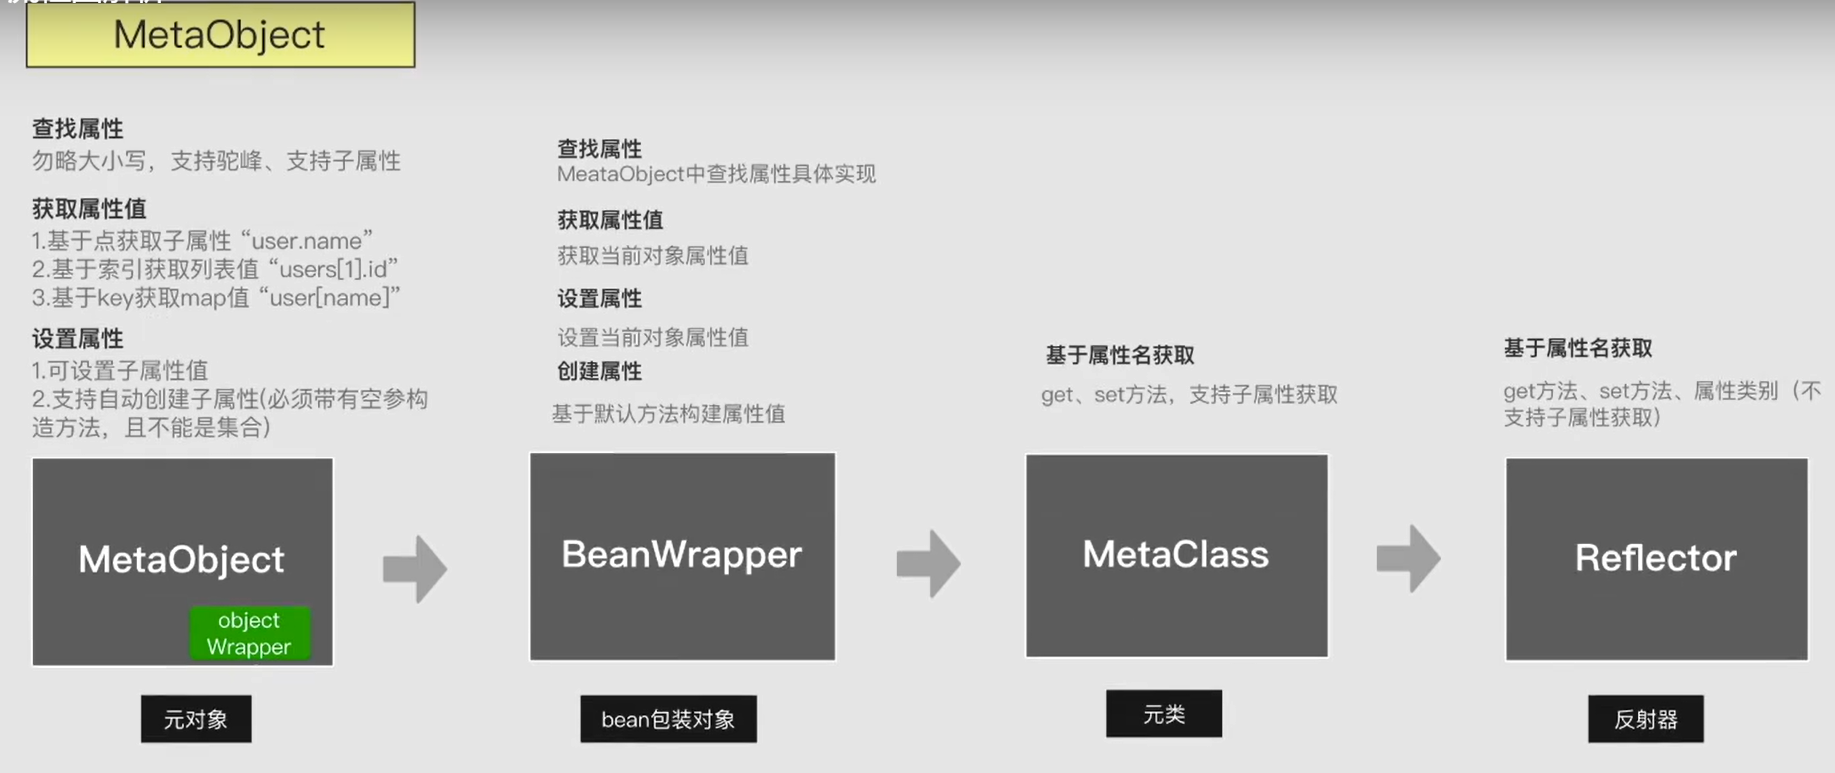 MetaObject
查找属性
勿略大小写，支持驼峰、支持子属性
获取属性值
1.基于点获取子属性 “user.name”
2.基于索引获取列表值 “users[1].id”
3.基于key获取map值 “user[name]”
设置属性
1.可设置子属性值
2.支持自动创建子属性(必须带有空参构
造方法，且不能是集合)
MetaObject
object
Wrapper
元对象
查找属性
MeataObject中查找属性具体实现
获取属性值
获取当前对象属性值
设置属性
设置当前对象属性值
创建属性
基于默认方法构建属性值
BeanWrapper
bean包装对象
基于属性名获取
get、set方法，支持子属性获取
MetaClass
元类
基于属性名获取
get方法、set方法、属性类别（不
支持子属性获取）
Reflector
反射器